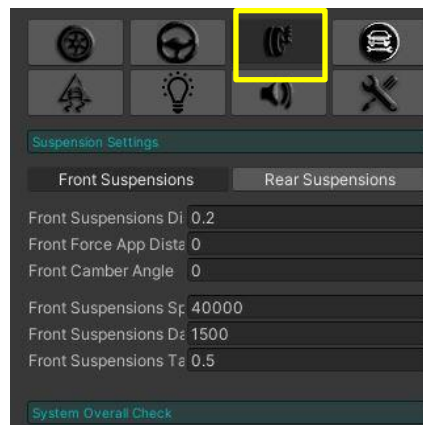 Suspension Settings
Front Suspensions Rear Suspensions
Front Suspensions Di 0.2
Front Force App Dista 0
Front Camber Angle 0
Front Suspensions Sp 40000
Front Suspensions Da 1500
Front Suspensions Ta 0.5
System Overall Check